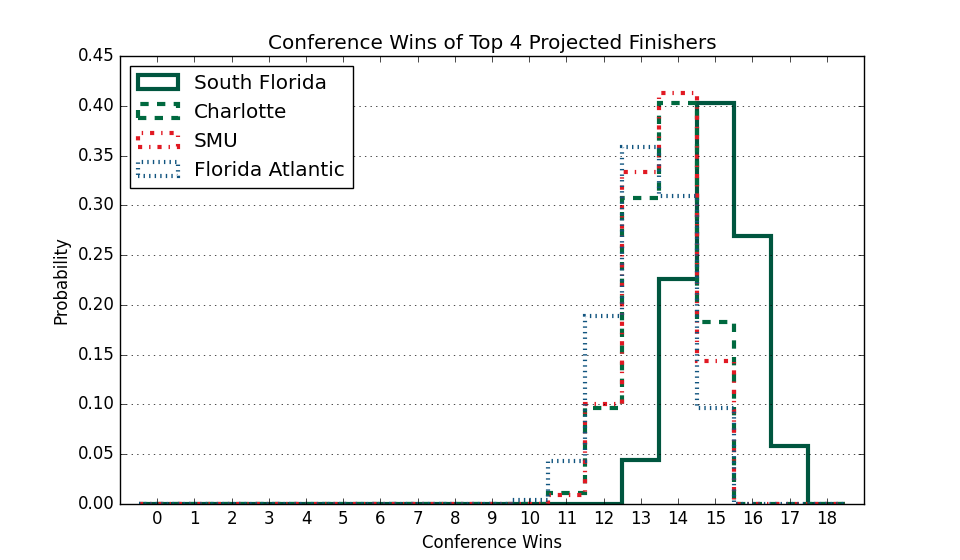 Conference Wins of Top 4 Projected Finishers
0.45
0.40
0.35
0.30
0.25
0.20
0.15
0.10
0.05
0.00
Probability
South Florida
Charlotte
SMU
Florida Atlantic
0 1 2 3 4 5 6 7 8 9 10 11 12 13 14 15 16 17 18
Conference Wins